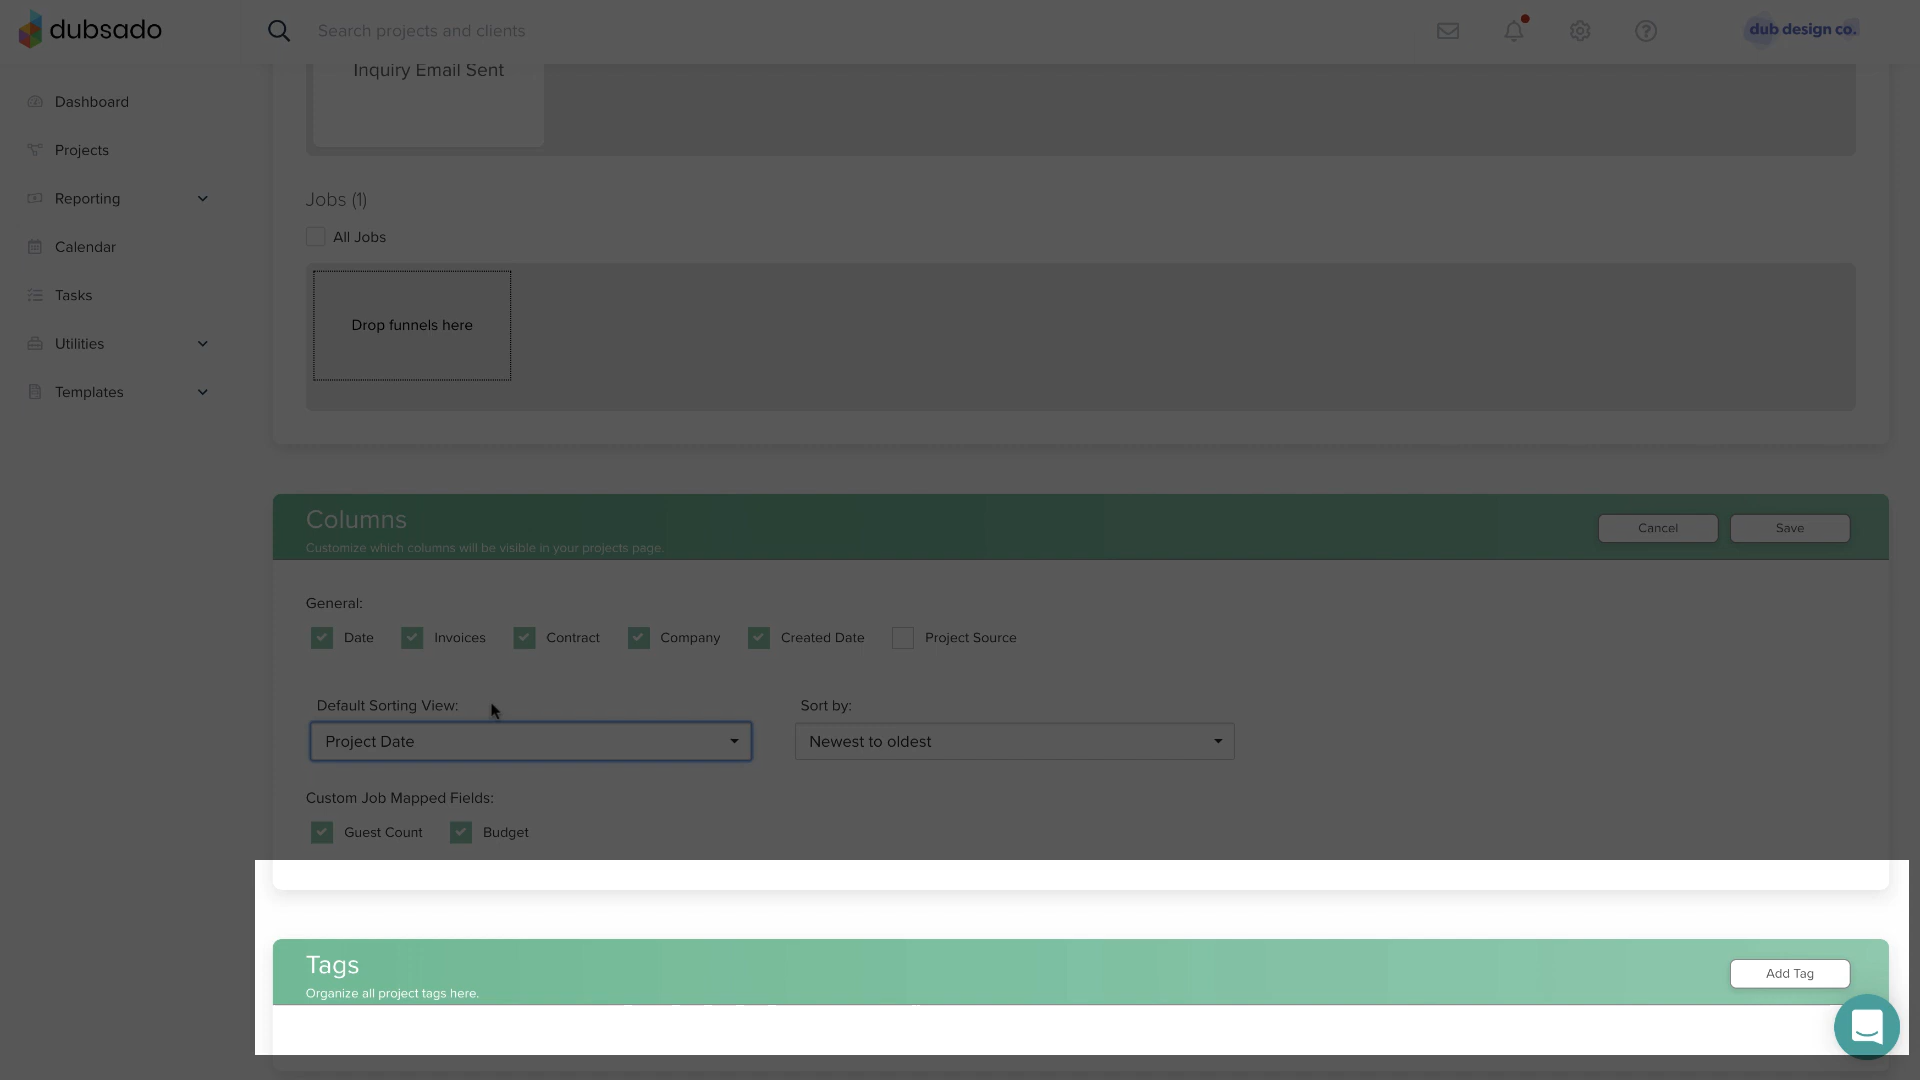 dubsado
Search projects and clients
dub design co.
Inquiry Email Sent
Dashboard
Projects
Reporting
Calendar
Tasks
Utilities
Templates
Jobs (1)
All Jobs
Drop funnels here
Columns
Customize which columns will be visible in your projects page.
Cancel
Save
General:
Date
Invoices
Contract
Company
Created Date
Project Source
Default Sorting View:
Sort by:
Project Date
Newest to oldest
Custom Job Mapped Fields:
Guest Count
Budget
Tags
Organize all project tags here.
Add Tag